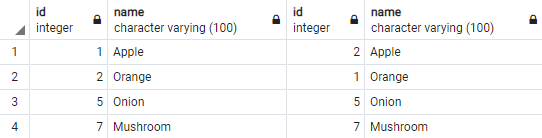 id name id name
integer character varying (100) integer character varying (100)
1 1 Apple 2 Apple
2 2 Orange 1 Orange
3 5 Onion 5 Onion
4 7 Mushroom 7 Mushroom